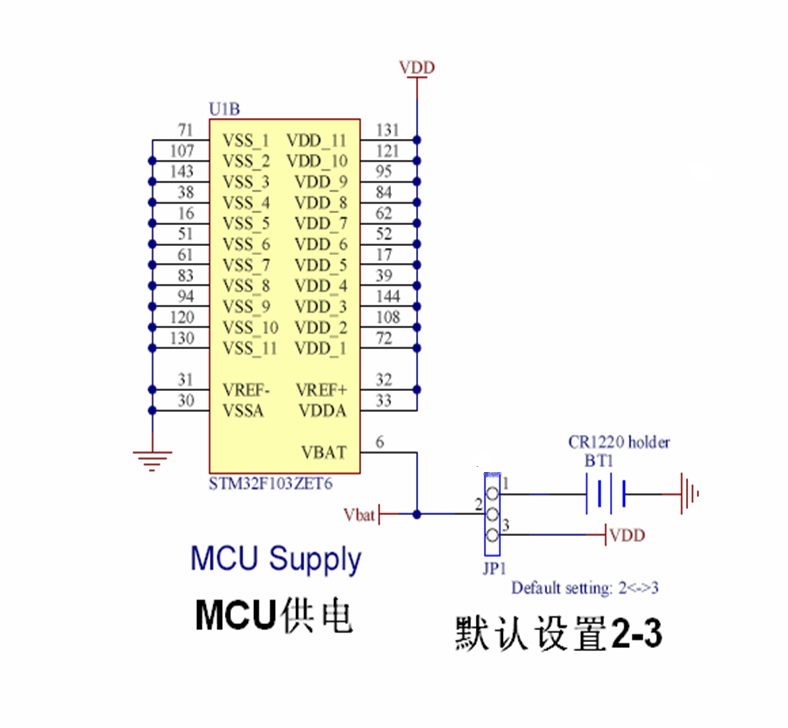 VDD
U1B
71 VSS_1 VDD_11 131
107 VSS_2 VDD_10 121
143 VSS_3 VDD_9 95
38 VSS_4 VDD_8 84
16 VSS_5 VDD_7 62
51 VSS_6 VDD_6 52
61 VSS_7 VDD_5 17
83 VSS_8 VDD_4 39
94 VSS_9 VDD_3 144
120 VSS_10 VDD_2 108
130 VSS_11 VDD_1 72
31 VREF- VREF+ 32
30 VSSA VDDA 33
VBAT 6
STM32F103ZET6
CR1220 holder
BT1
1
Vbat 2
3 VDD
JP1
Default setting: 2<->3
MCU Supply
MCU供电
默认设置2-3